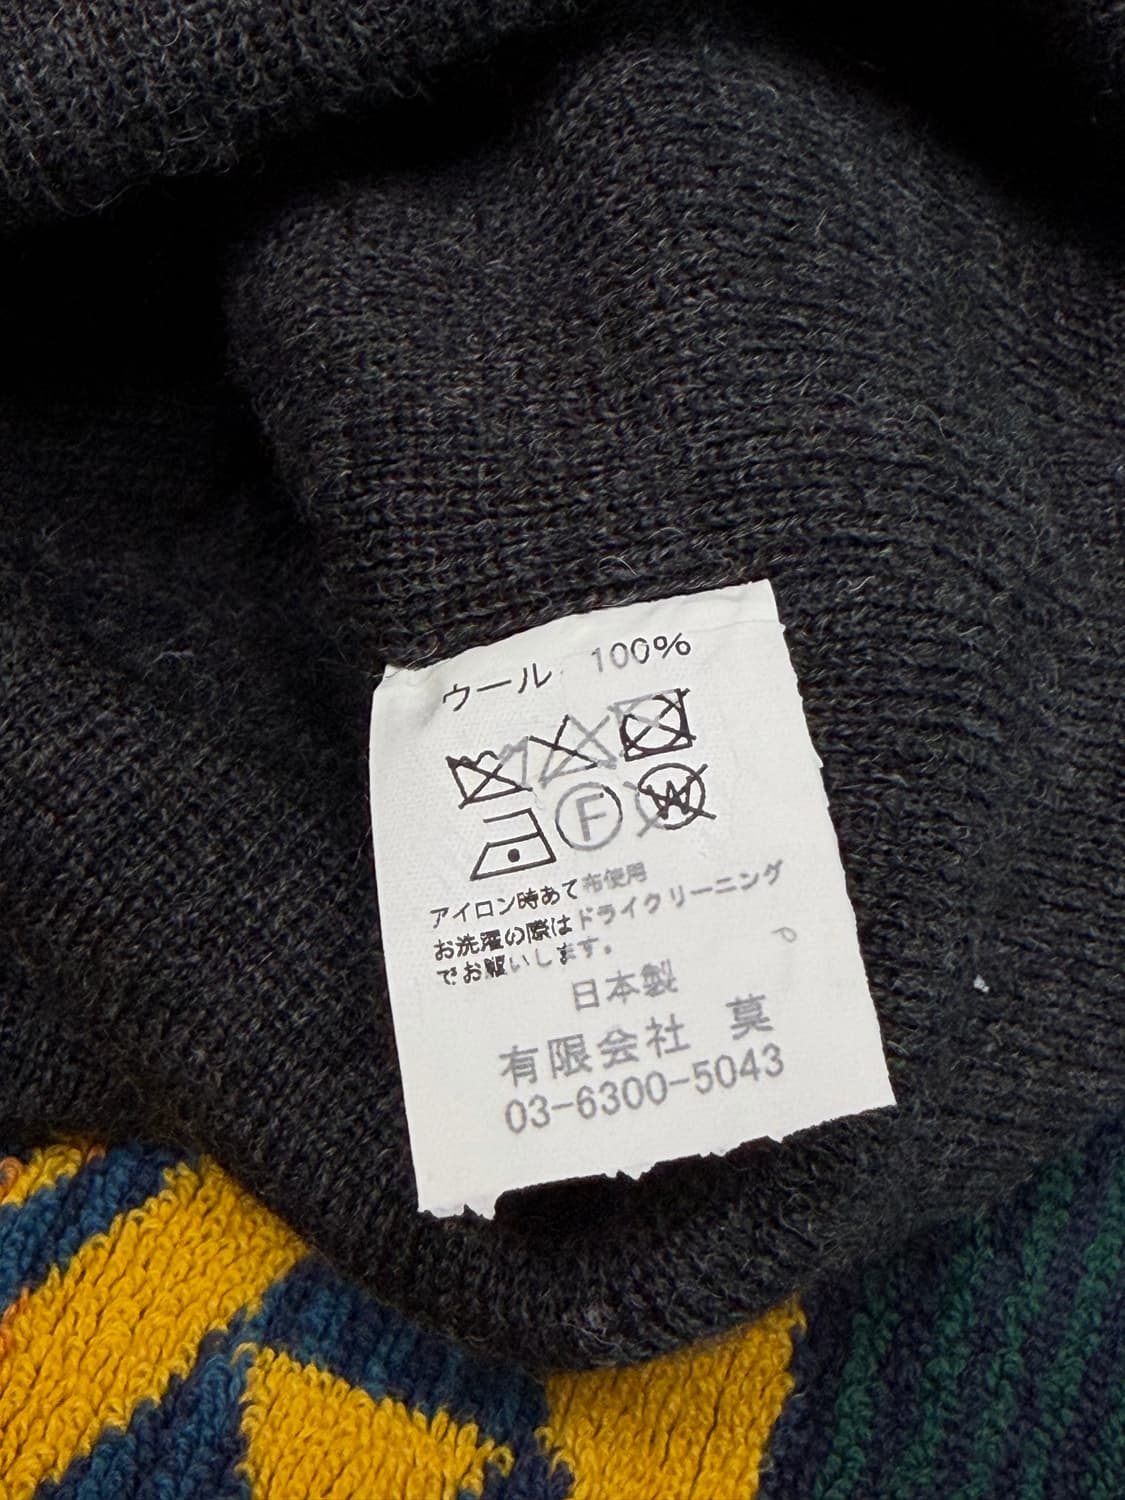 ウール 100%
F W
アイロン時あて布使用
お洗濯の際はドライクリーニング
でお願いします。
P
日本製
有限会社 莫
03-6300-5043